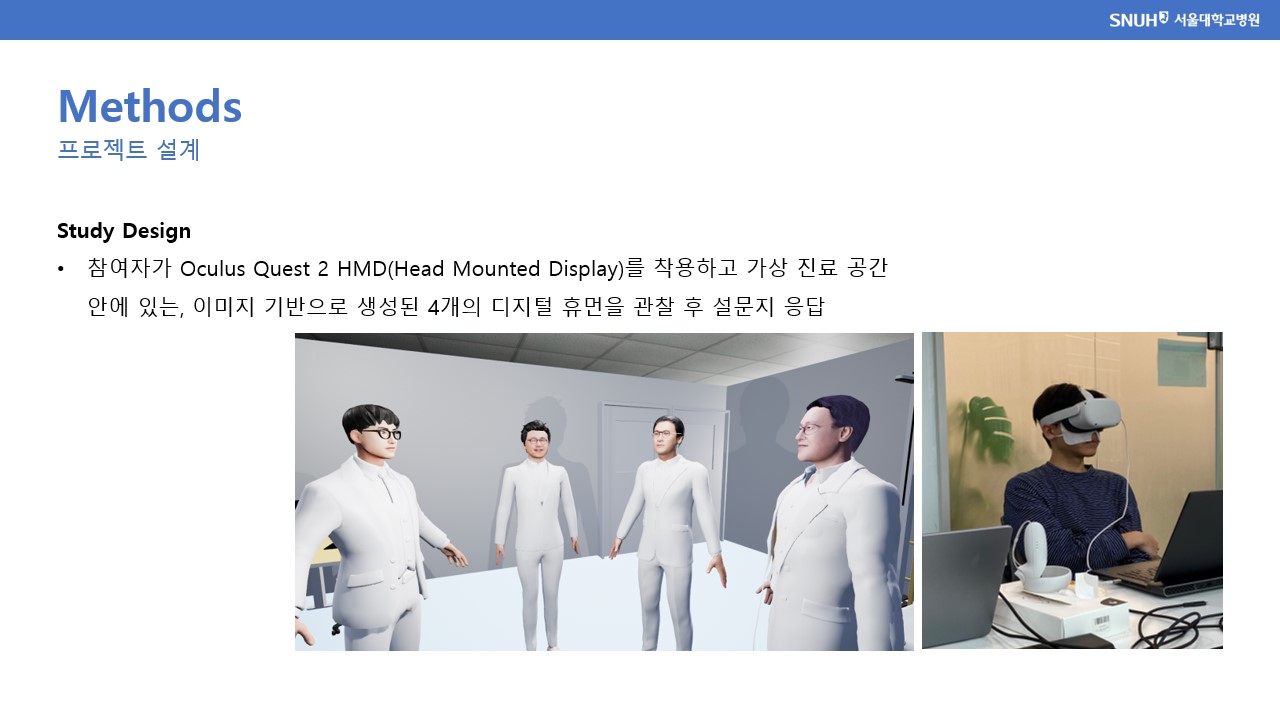 SNUH 서울대학교병원
Methods
프로젝트 설계
Study Design
• 참여자가 Oculus Quest 2 HMD(Head Mounted Display)를 착용하고 가상 진료 공간
안에 있는, 이미지 기반으로 생성된 4개의 디지털 휴먼을 관찰 후 설문지 응답